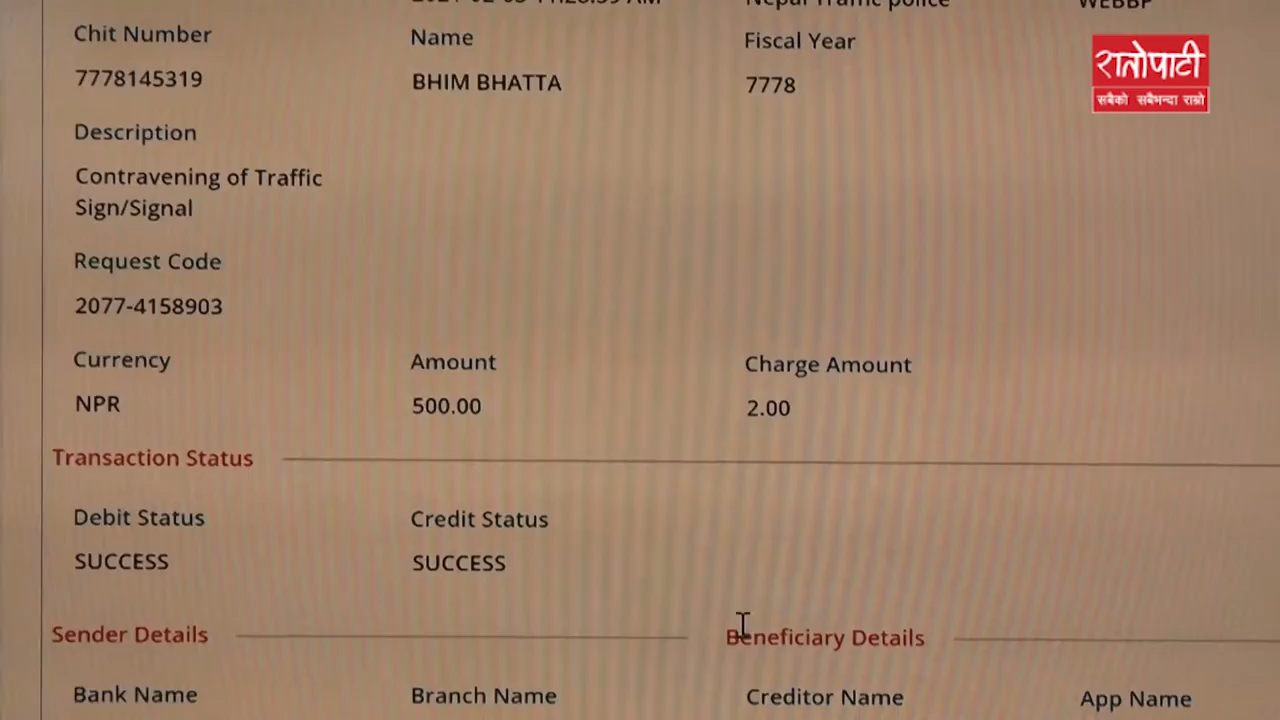 Chit Number Name Fiscal Year
7778145319 BHIM BHATTA 7778
Description
Contravening of Traffic
Sign/Signal
Request Code
2077-4158903
Currency Amount Charge Amount
NPR 500.00 2.00
Transaction Status
Debit Status Credit Status
SUCCESS SUCCESS
Sender Details Beneficiary Details
Bank Name Branch Name Creditor Name App Name
रातोपाटी
सबैको सबैभन्दा राम्रो